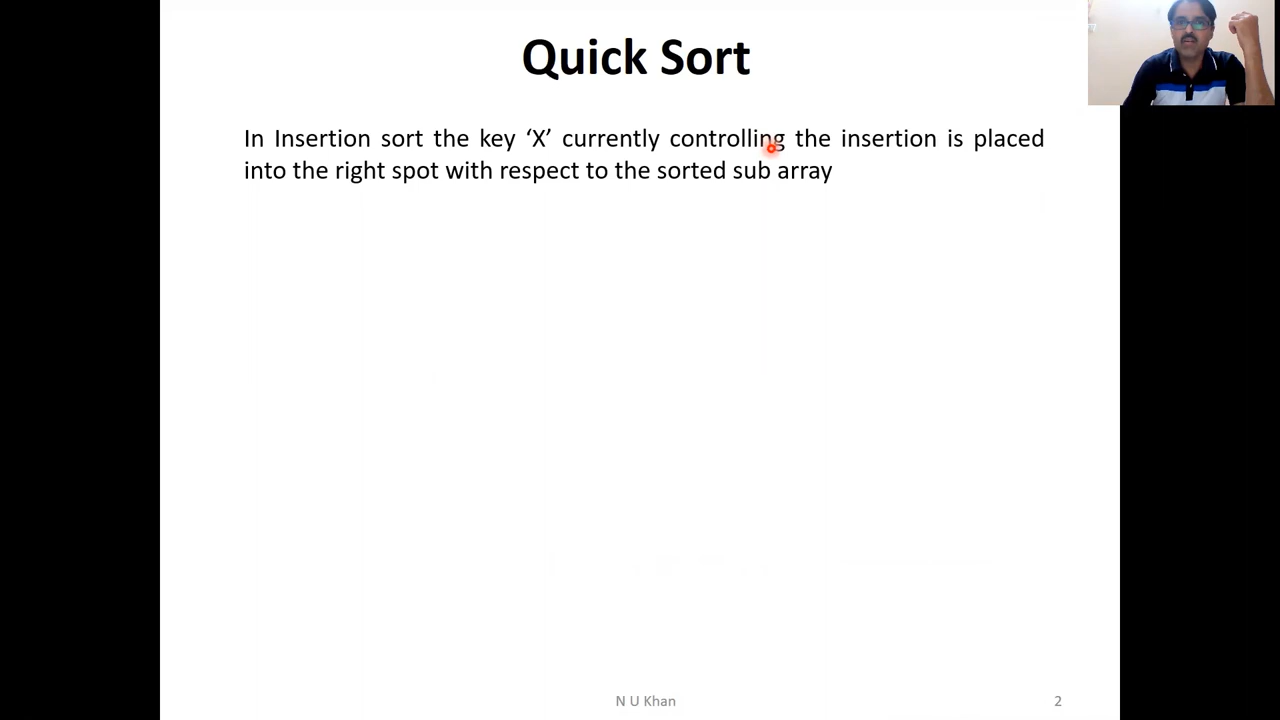 Quick Sort
In Insertion sort the key ‘X’ currently controlling the insertion is placed
into the right spot with respect to the sorted sub array
N U Khan
2